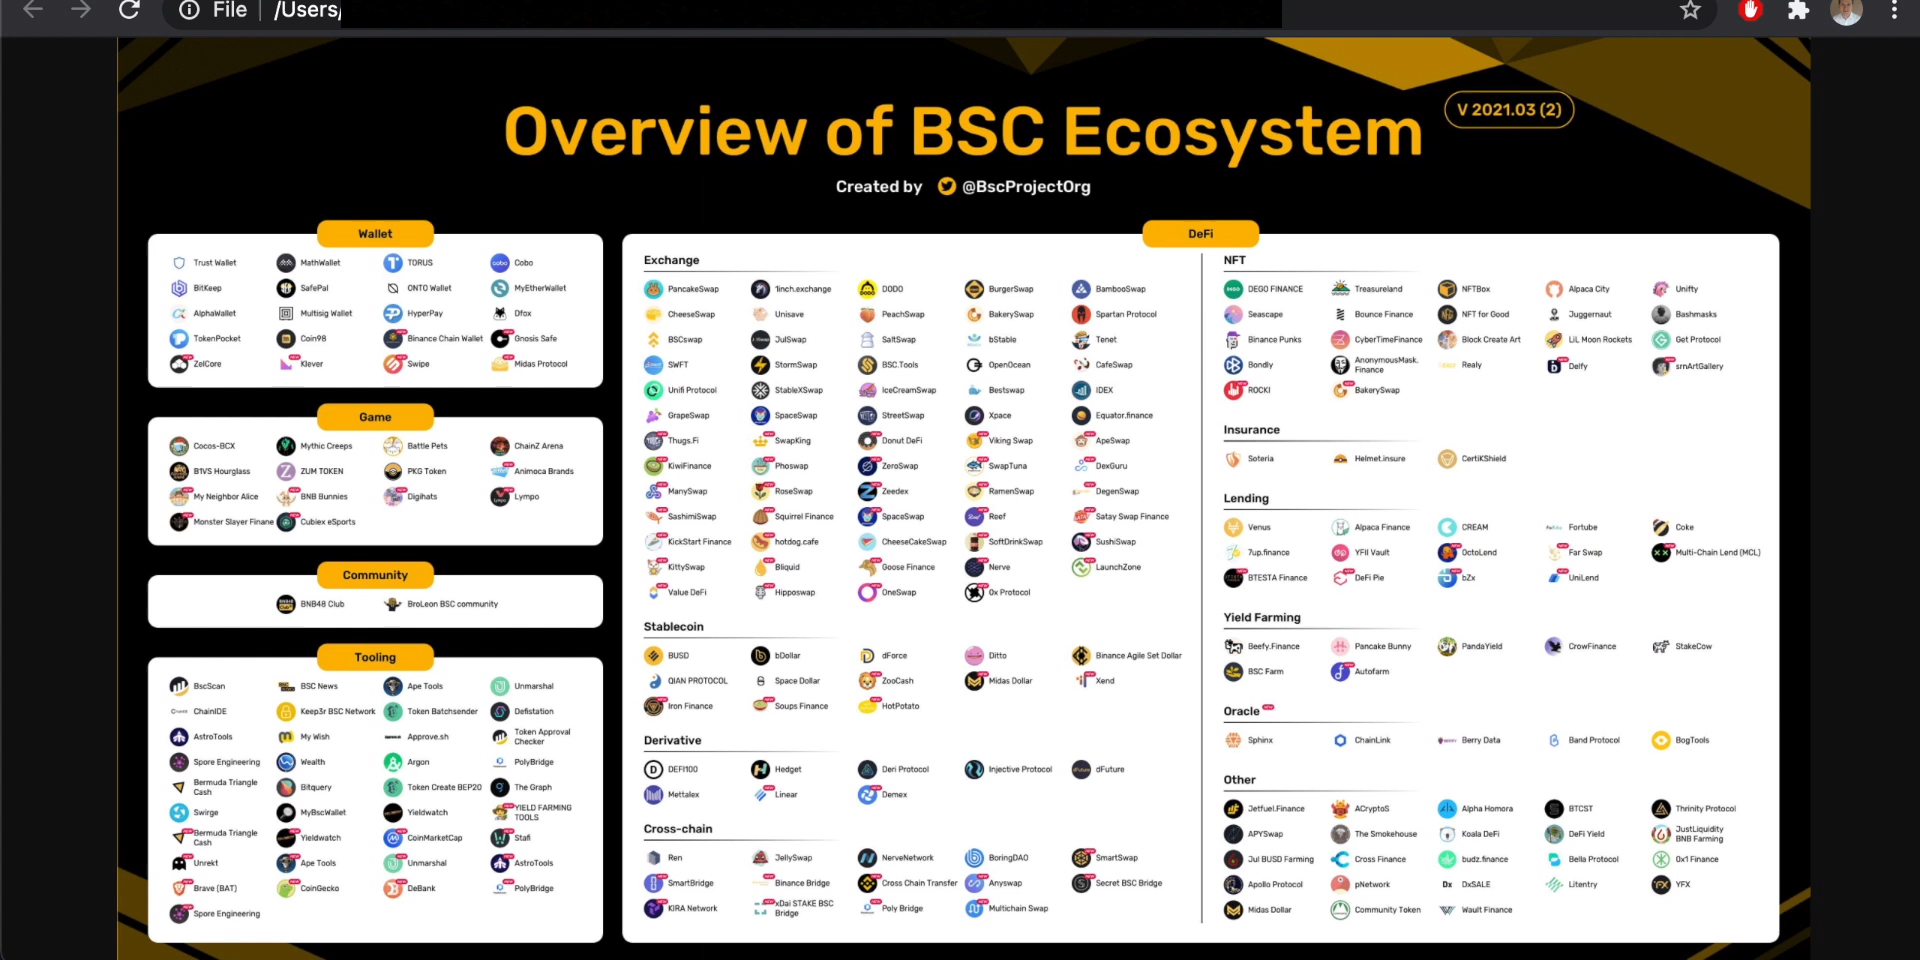 File | /Users/
Overview of BSC Ecosystem
V 2021.03 (2)
Created by @BscProjectOrg
Wallet
Trust Wallet MathWallet TORUS Cobo
BitKeep SafePal ONTO Wallet MyEtherWallet
AlphaWallet Multisig Wallet HyperPay Dfox
TokenPocket Coin98 Binance Chain Wallet Gnosis Safe
ZelCore Klever Swipe Midas Protocol
Game
Cocos-BCX Mythic Creeps Battle Pets ChainZ Arena
B1VS Hourglass ZUM TOKEN PKG Token Animoca Brands
My Neighbor Alice BNB Bunnies Digihats Lympo
Monster Slayer Finane Cubiex eSports
Community
BNB48 Club BroLeon BSC community
Tooling
BscScan BSC News Ape Tools Unmarshal
ChainIDE Keep3r BSC Network Token Batchsender Defistation
AstroTools My Wish Approve.sh Token Approval Checker
Spore Engineering Wealth Argon PolyBridge
Bermuda Triangle Cash Bitquery Token Create BEP20 The Graph
Swirge MyBscWallet Yieldwatch YIELD FARMING TOOLS
Bermuda Triangle Cash Yieldwatch CoinMarketCap Stafi
Unrekt Ape Tools Unmarshal AstroTools
Brave (BAT) CoinGecko DeBank PolyBridge
Spore Engineering
DeFi
Exchange
PancakeSwap 1inch.exchange DODO BurgerSwap BambooSwap
CheeseSwap Unisave PeachSwap BakerySwap Spartan Protocol
BSCswap JulSwap SaltSwap bStable Tenet
SWFT StormSwap BSC.Tools OpenOcean CafeSwap
Unifi Protocol StableXSwap IceCreamSwap Bestswap IDEX
GrapeSwap SpaceSwap StreetSwap Xpace Equator.finance
Thugs.Fi SwapKing Donut DeFi Viking Swap ApeSwap
KiwiFinance Phoswap ZeroSwap SwapTuna DexGuru
ManySwap RoseSwap Zeedex RamenSwap DegenSwap
SashimiSwap Squirrel Finance SpaceSwap Reef Satay Swap Finance
KickStart Finance hotdog.cafe CheeseCakeSwap SoftDrinkSwap SushiSwap
KittySwap Bliquid Goose Finance Nerve LaunchZone
Value DeFi Hipposwap OneSwap 0x Protocol
Stablecoin
BUSD bDollar dForce Ditto Binance Agile Set Dollar
QIAN PROTOCOL Space Dollar ZooCash Midas Dollar Xend
Iron Finance Soups Finance HotPotato
Derivative
DEFI100 Hedget Deri Protocol Injective Protocol dFuture
Mettalex Linear Demex
Cross-chain
Ren JellySwap NerveNetwork BoringDAO SmartSwap
SmartBridge Binance Bridge Cross Chain Transfer Anyswap Secret BSC Bridge
KIRA Network xDai STAKE BSC Bridge Poly Bridge Multichain Swap
NFT
DEGO FINANCE Treasureland NFTBox Alpaca City Unifty
Seascape Bounce Finance NFT for Good Juggernaut Bashmasks
Binance Punks CyberTimeFinance Block Create Art LiL Moon Rockets Get Protocol
Bondly AnonymousMask. Finance Realy Delfy srnArtGallery
ROCKI BakerySwap
Insurance
Soteria Helmet.insure CertiKShield
Lending
Venus Alpaca Finance CREAM Fortube Coke
7up.finance YFII Vault OctoLend Far Swap Multi-Chain Lend (MCL)
BTESTA Finance DeFi Pie bZx UniLend
Yield Farming
Beefy.Finance Pancake Bunny PandaYield CrowFinance StakeCow
BSC Farm Autofarm
Oracle NEW
Sphinx ChainLink Berry Data Band Protocol BogTools
Other
Jetfuel.Finance ACryptoS Alpha Homora BTCST Thrinity Protocol
APYSwap The Smokehouse Koala DeFi DeFi Yield JustLiquidity BNB Farming
Jul BUSD Farming Cross Finance budz.finance Bella Protocol 0x1 Finance
Apollo Protocol pNetwork DxSALE Litentry YFX
Midas Dollar Community Token Wault Finance